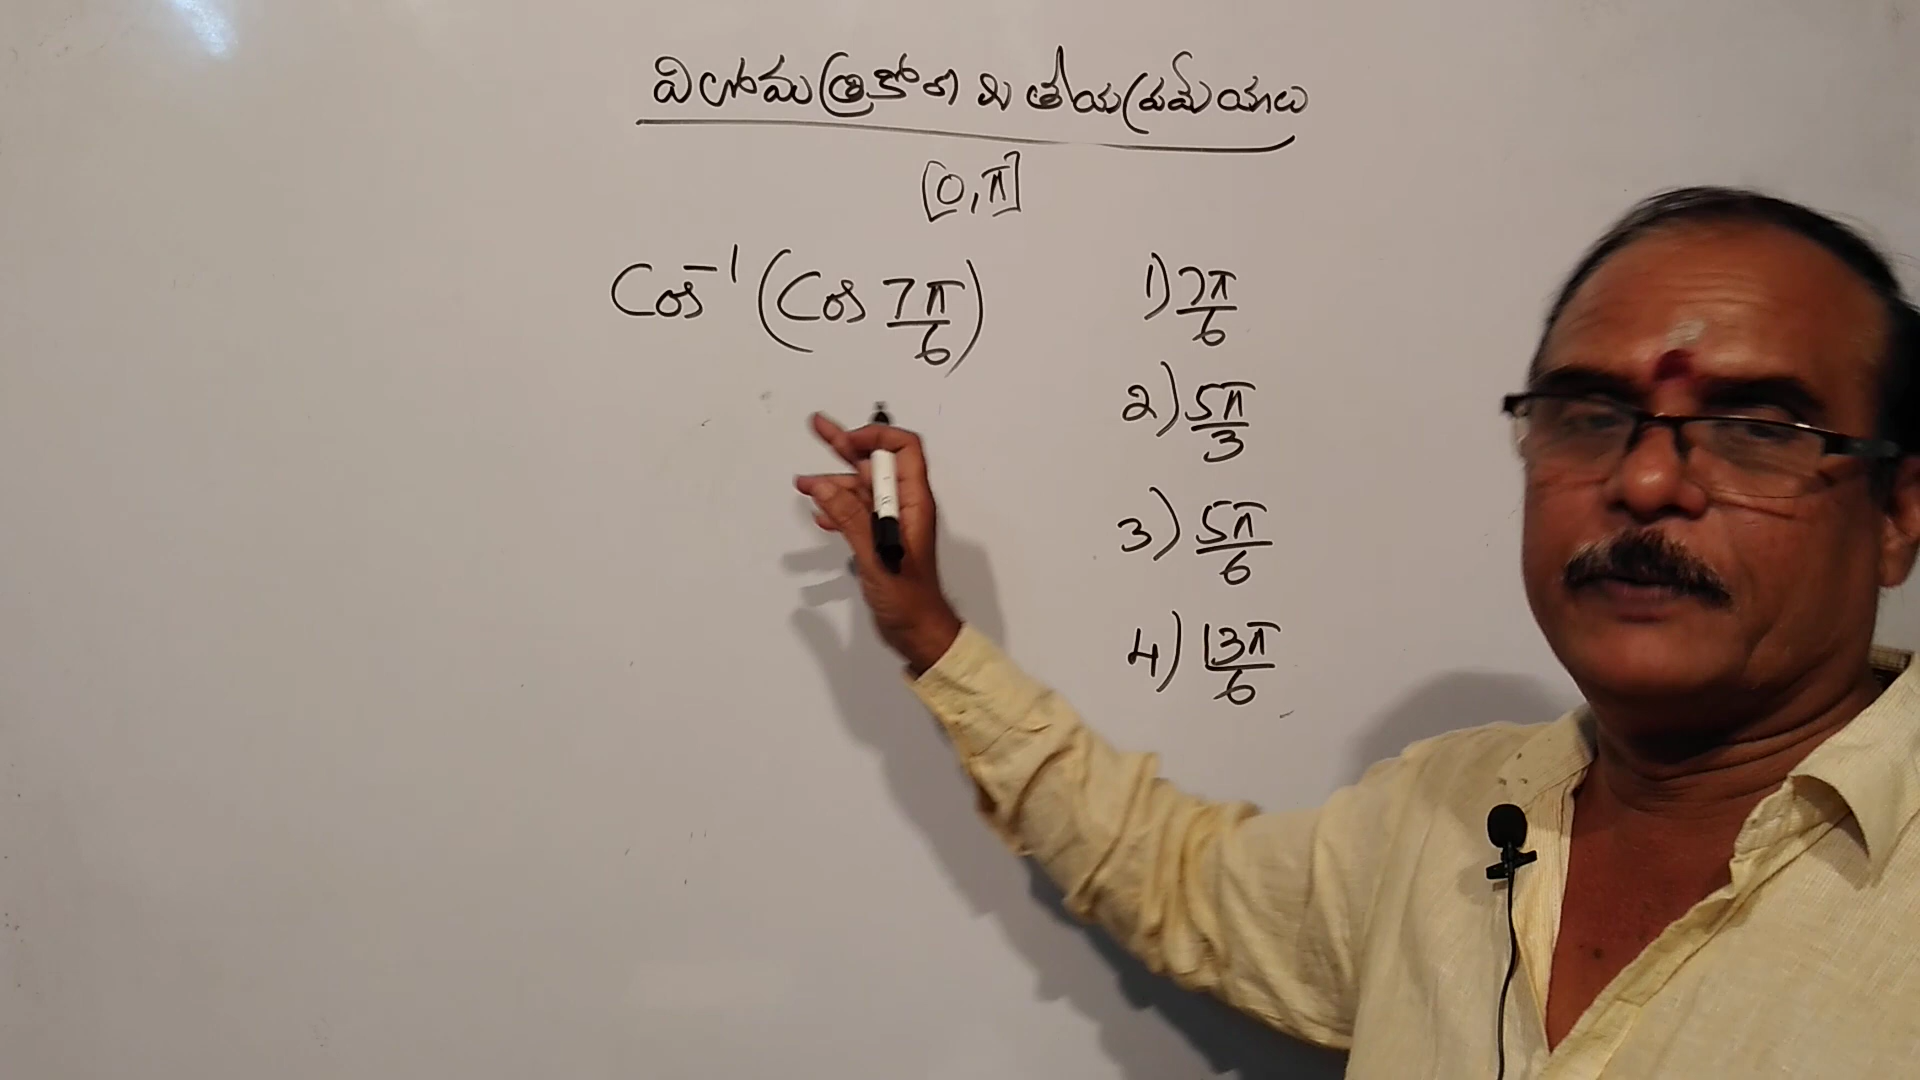 విలోమ త్రికోణ మితీయ ప్రమేయాలు
[0, π]
Cos⁻¹(Cos 7π/6)
1) 7π/6
2) 5π/3
3) 5π/6
4) 13π/6